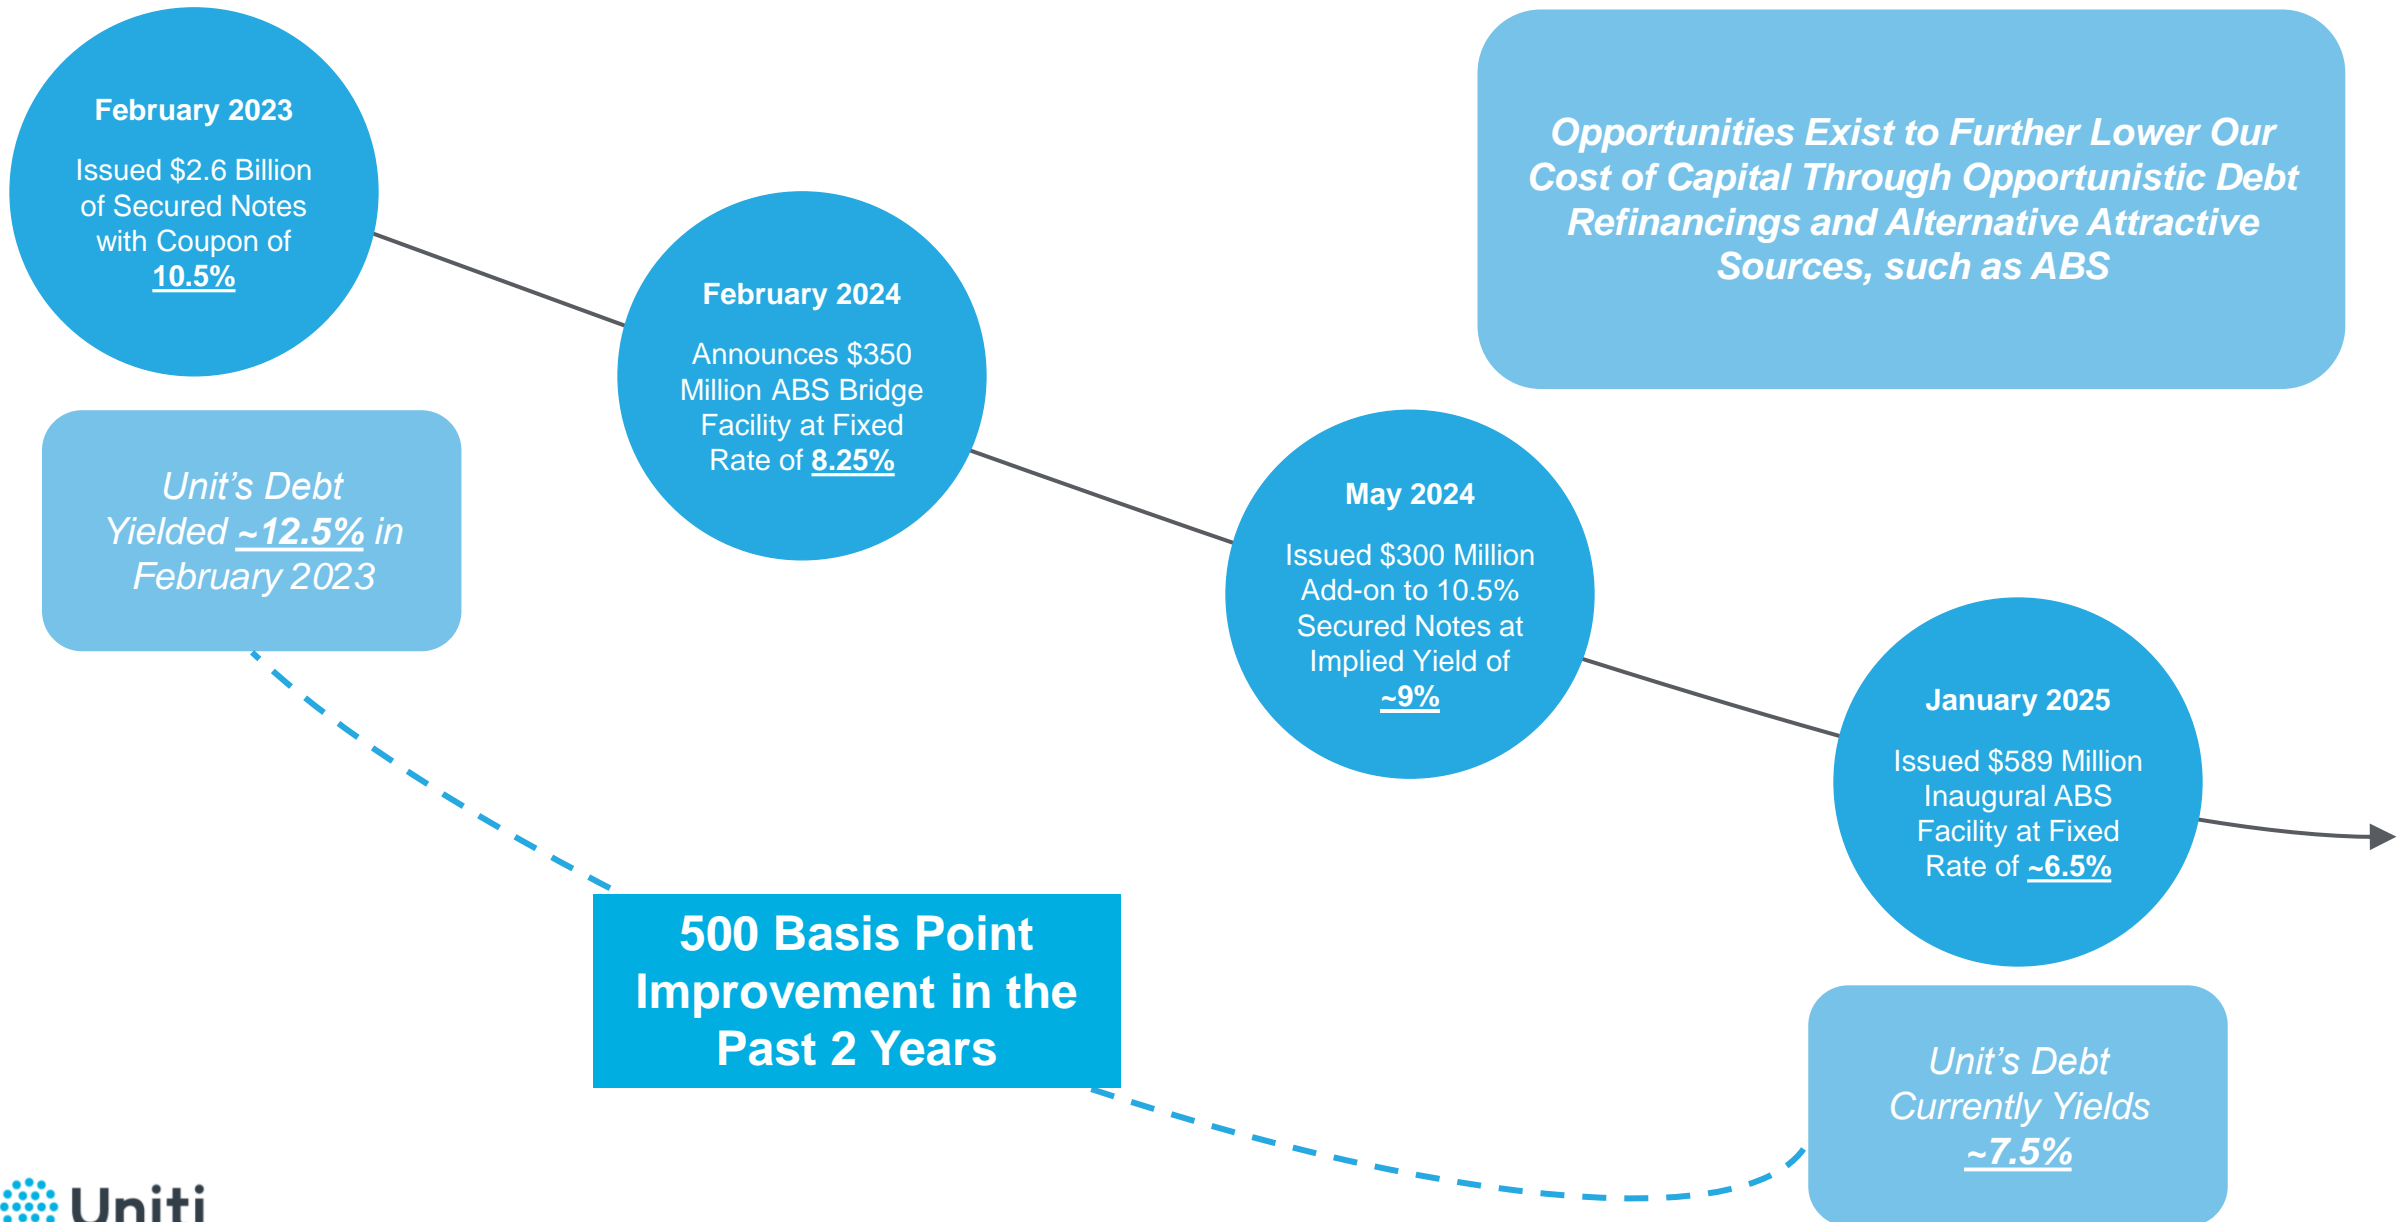 February 2023
Issued $2.6 Billion
of Secured Notes
with Coupon of
10.5%
Opportunities Exist to Further Lower Our
Cost of Capital Through Opportunistic Debt
Refinancings and Alternative Attractive
Sources, such as ABS
February 2024
Announces $350
Million ABS Bridge
Facility at Fixed
Rate of 8.25%
Unit’s Debt
Yielded ~12.5% in
February 2023
May 2024
Issued $300 Million
Add-on to 10.5%
Secured Notes at
Implied Yield of
~9%
January 2025
Issued $589 Million
Inaugural ABS
Facility at Fixed
Rate of ~6.5%
500 Basis Point
Improvement in the
Past 2 Years
Unit’s Debt
Currently Yields
~7.5%
Uniti